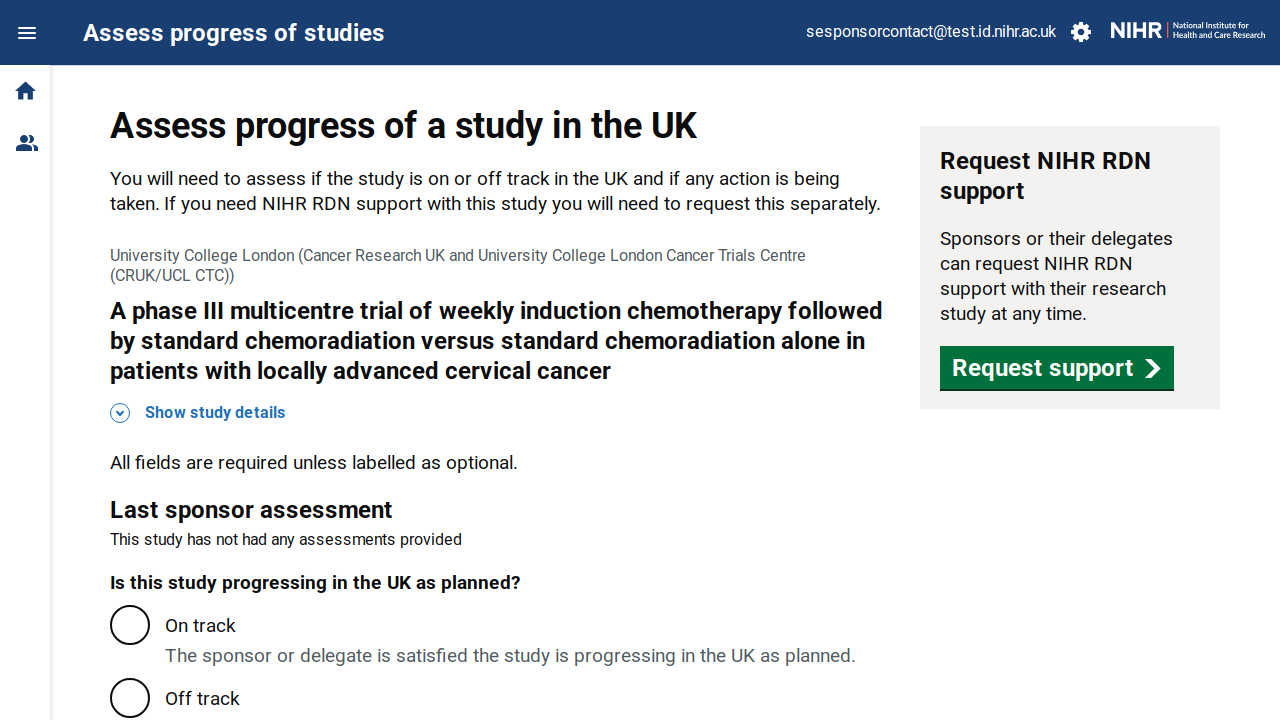 Assess progress of studies
sesponsorcontact@test.id.nihr.ac.uk
NIHR | National Institute for
Health and Care Research
Assess progress of a study in the UK
You will need to assess if the study is on or off track in the UK and if any action is being
taken. If you need NIHR RDN support with this study you will need to request this separately.
University College London (Cancer Research UK and University College London Cancer Trials Centre
(CRUK/UCL CTC))
A phase III multicentre trial of weekly induction chemotherapy followed
by standard chemoradiation versus standard chemoradiation alone in
patients with locally advanced cervical cancer
Show study details
All fields are required unless labelled as optional.
Last sponsor assessment
This study has not had any assessments provided
Is this study progressing in the UK as planned?
On track
The sponsor or delegate is satisfied the study is progressing in the UK as planned.
Off track
Request NIHR RDN
support
Sponsors or their delegates
can request NIHR RDN
support with their research
study at any time.
Request support